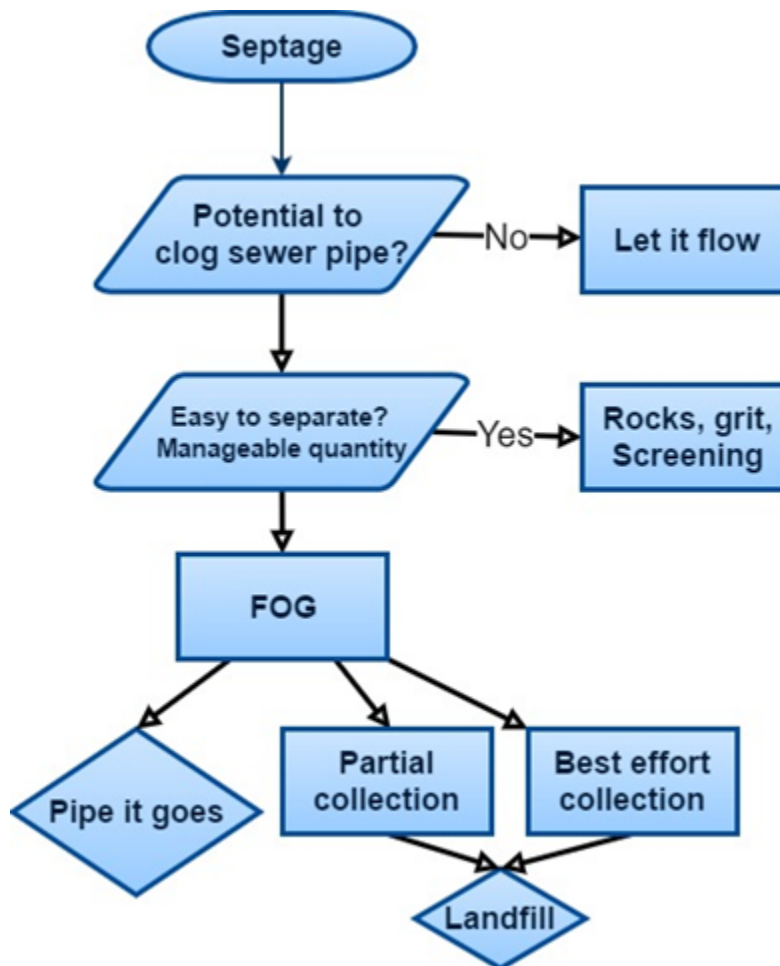 Septage
Potential to
clog sewer pipe?
No
Let it flow
Easy to separate?
Manageable quantity
Yes
Rocks, grit,
Screening
FOG
Pipe it goes
Partial
collection
Best effort
collection
Landfill